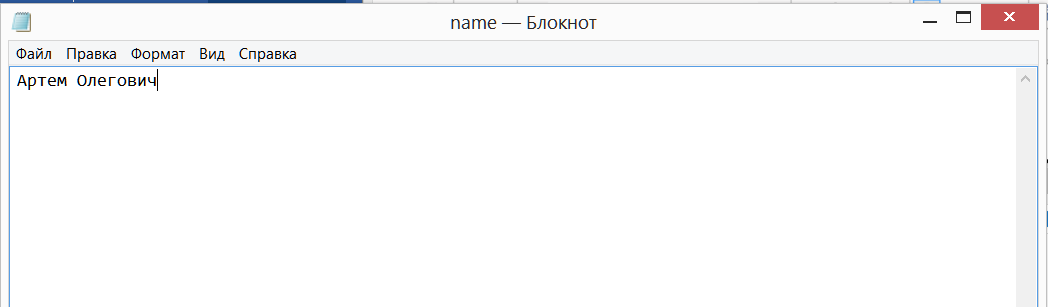 name — Блокнот
Файл Правка Формат Вид Справка
Артем Олегович